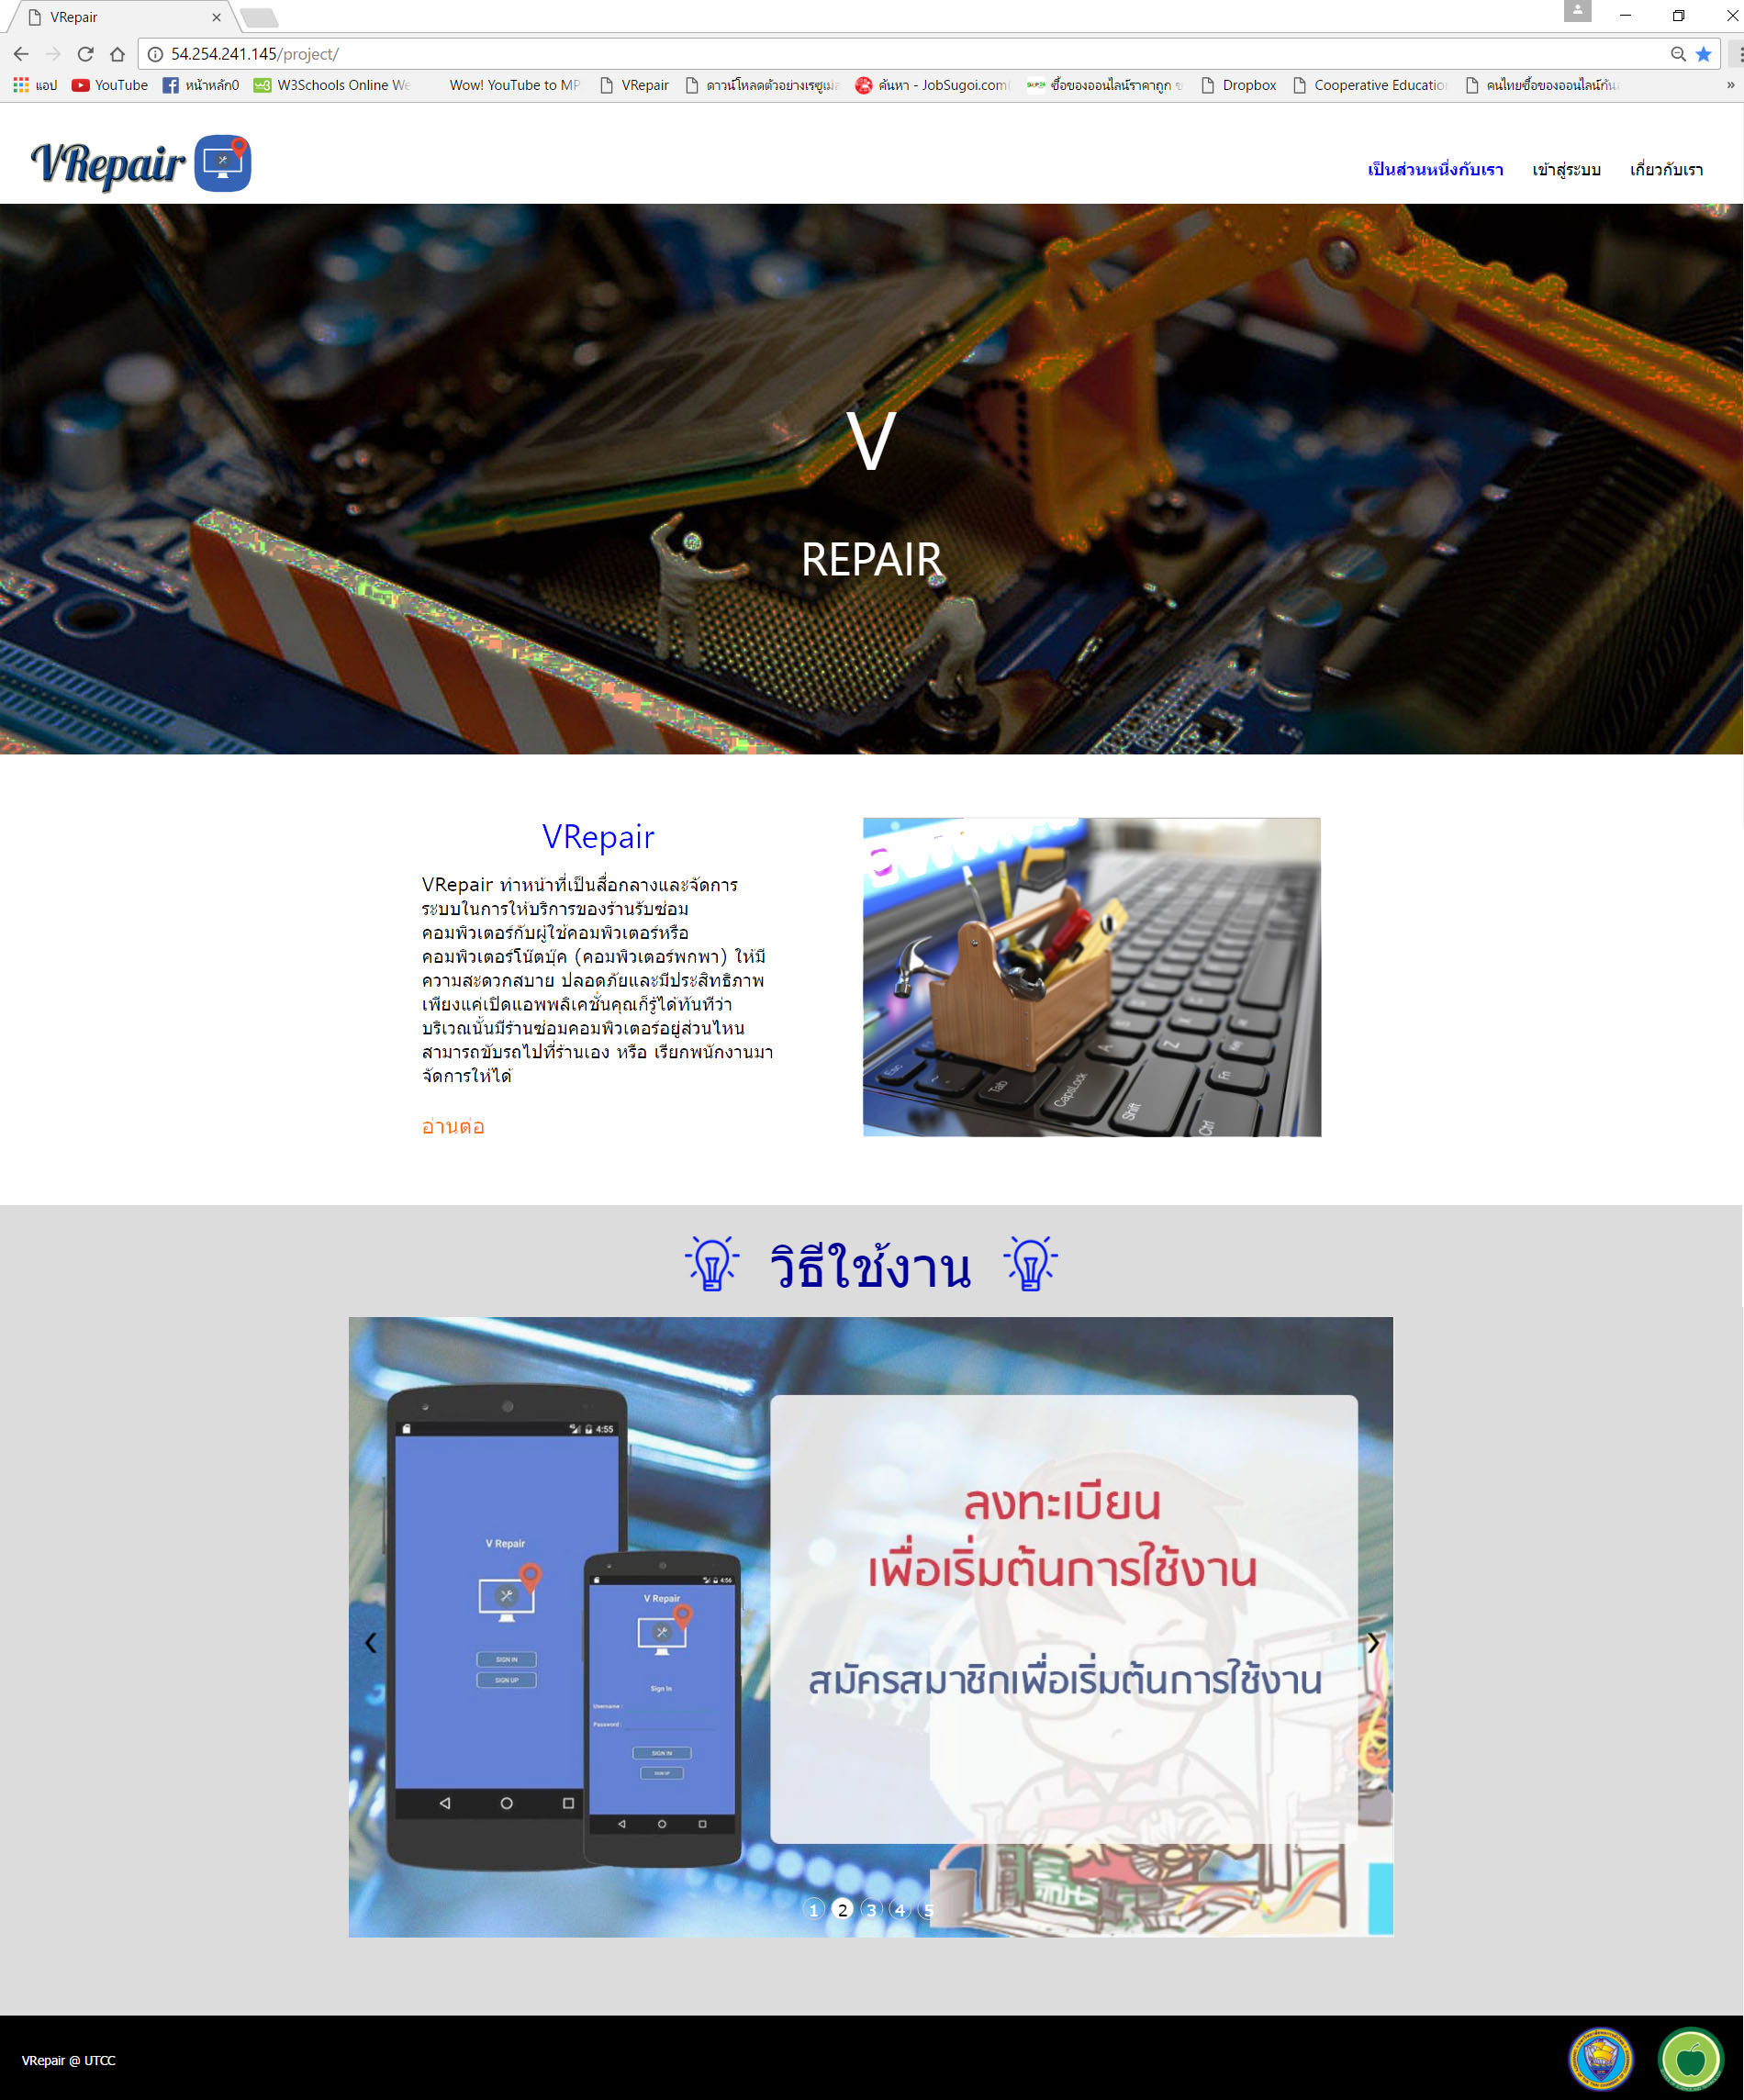 VRepair
54.254.241.145/project/
แอป YouTube หน้าหลัก0 W3Schools Online We Wow! YouTube to MP VRepair ดาวน์โหลดตัวอย่างเรซูเม่ ค้นหา - JobSugoi.com ซื้อของออนไลน์ราคาถูก ข Dropbox Cooperative Educatio คนไทยซื้อของออนไลน์กัน »
VRepair
เป็นส่วนหนึ่งกับเรา เข้าสู่ระบบ เกี่ยวกับเรา
V
REPAIR
VRepair
VRepair ทำหน้าที่เป็นสื่อกลางและจัดการ
ระบบในการให้บริการของร้านรับซ่อม
คอมพิวเตอร์กับผู้ใช้คอมพิวเตอร์หรือ
คอมพิวเตอร์โน๊ตบุ๊ค (คอมพิวเตอร์พกพา) ให้มี
ความสะดวกสบาย ปลอดภัยและมีประสิทธิภาพ
เพียงแค่เปิดแอพพลิเคชั่นคุณก็รู้ได้ทันทีว่า
บริเวณนั้นมีร้านซ่อมคอมพิวเตอร์อยู่ส่วนไหน
สามารถขับรถไปที่ร้านเอง หรือ เรียกพนักงานมา
จัดการให้ได้
อ่านต่อ
Esc
~
Tab
CapsLock
Shift
Ctrl
Fn
A
Z
วิธีใช้งาน
4:55
V Repair
SIGN IN
SIGN UP
4:56
V Repair
Sign In
Username :
Password :
SIGN IN
SIGN UP
ลงทะเบียน
เพื่อเริ่มต้นการใช้งาน
สมัครสมาชิกเพื่อเริ่มต้นการใช้งาน
‹ ›
1 2 3 4 5
VRepair @ UTCC